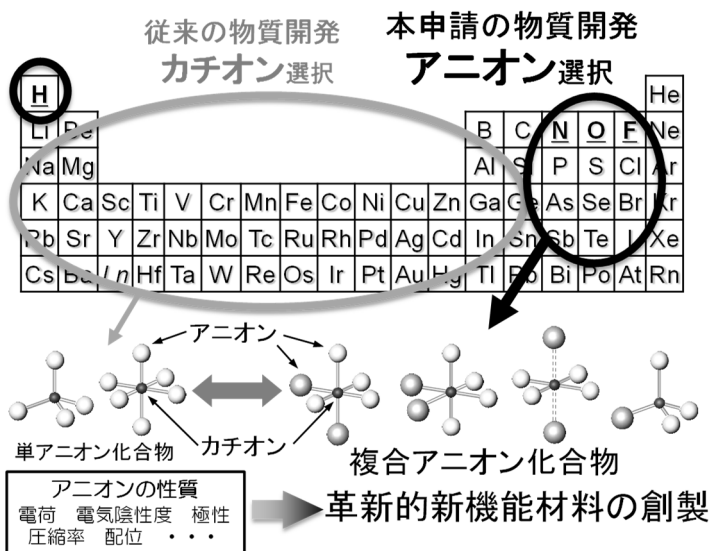 従来の物質開発
カチオン選択
本申請の物質開発
アニオン選択
H He
Li Be B C N O F Ne
Na Mg Al Si P S Cl Ar
K Ca Sc Ti V Cr Mn Fe Co Ni Cu Zn Ga Ge As Se Br Kr
Rb Sr Y Zr Nb Mo Tc Ru Rh Pd Ag Cd In Sn Sb Te I Xe
Cs Ba Ln Hf Ta W Re Os Ir Pt Au Hg Tl Pb Bi Po At Rn
アニオン
カチオン
単アニオン化合物
複合アニオン化合物
アニオンの性質
電荷 電気陰性度 極性
圧縮率 配位 ・・・
革新的新機能材料の創製